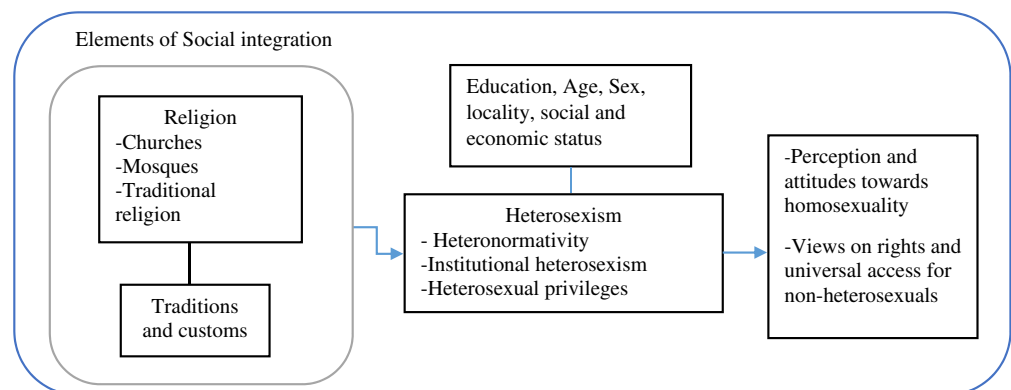 Elements of Social integration
Religion
-Churches
-Mosques
-Traditional
religion
Traditions
and customs
Education, Age, Sex,
locality, social and
economic status
Heterosexism
- Heteronormativity
-Institutional heterosexism
-Heterosexual privileges
-Perception and
attitudes towards
homosexuality
-Views on rights and
universal access for
non-heterosexuals